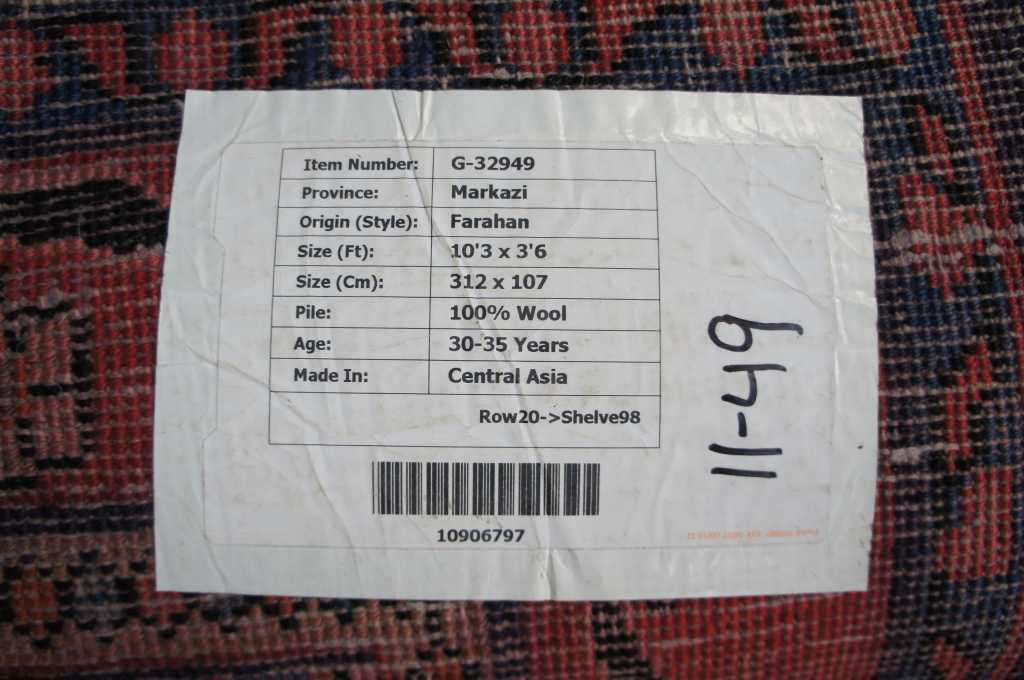 Item Number: G-32949
Province: Markazi
Origin (Style): Farahan
Size (Ft): 10'3 x 3'6
Size (Cm): 312 x 107
Pile: 100% Wool
Age: 30-35 Years
Made In: Central Asia
Row20->Shelve98
10906797
11-49